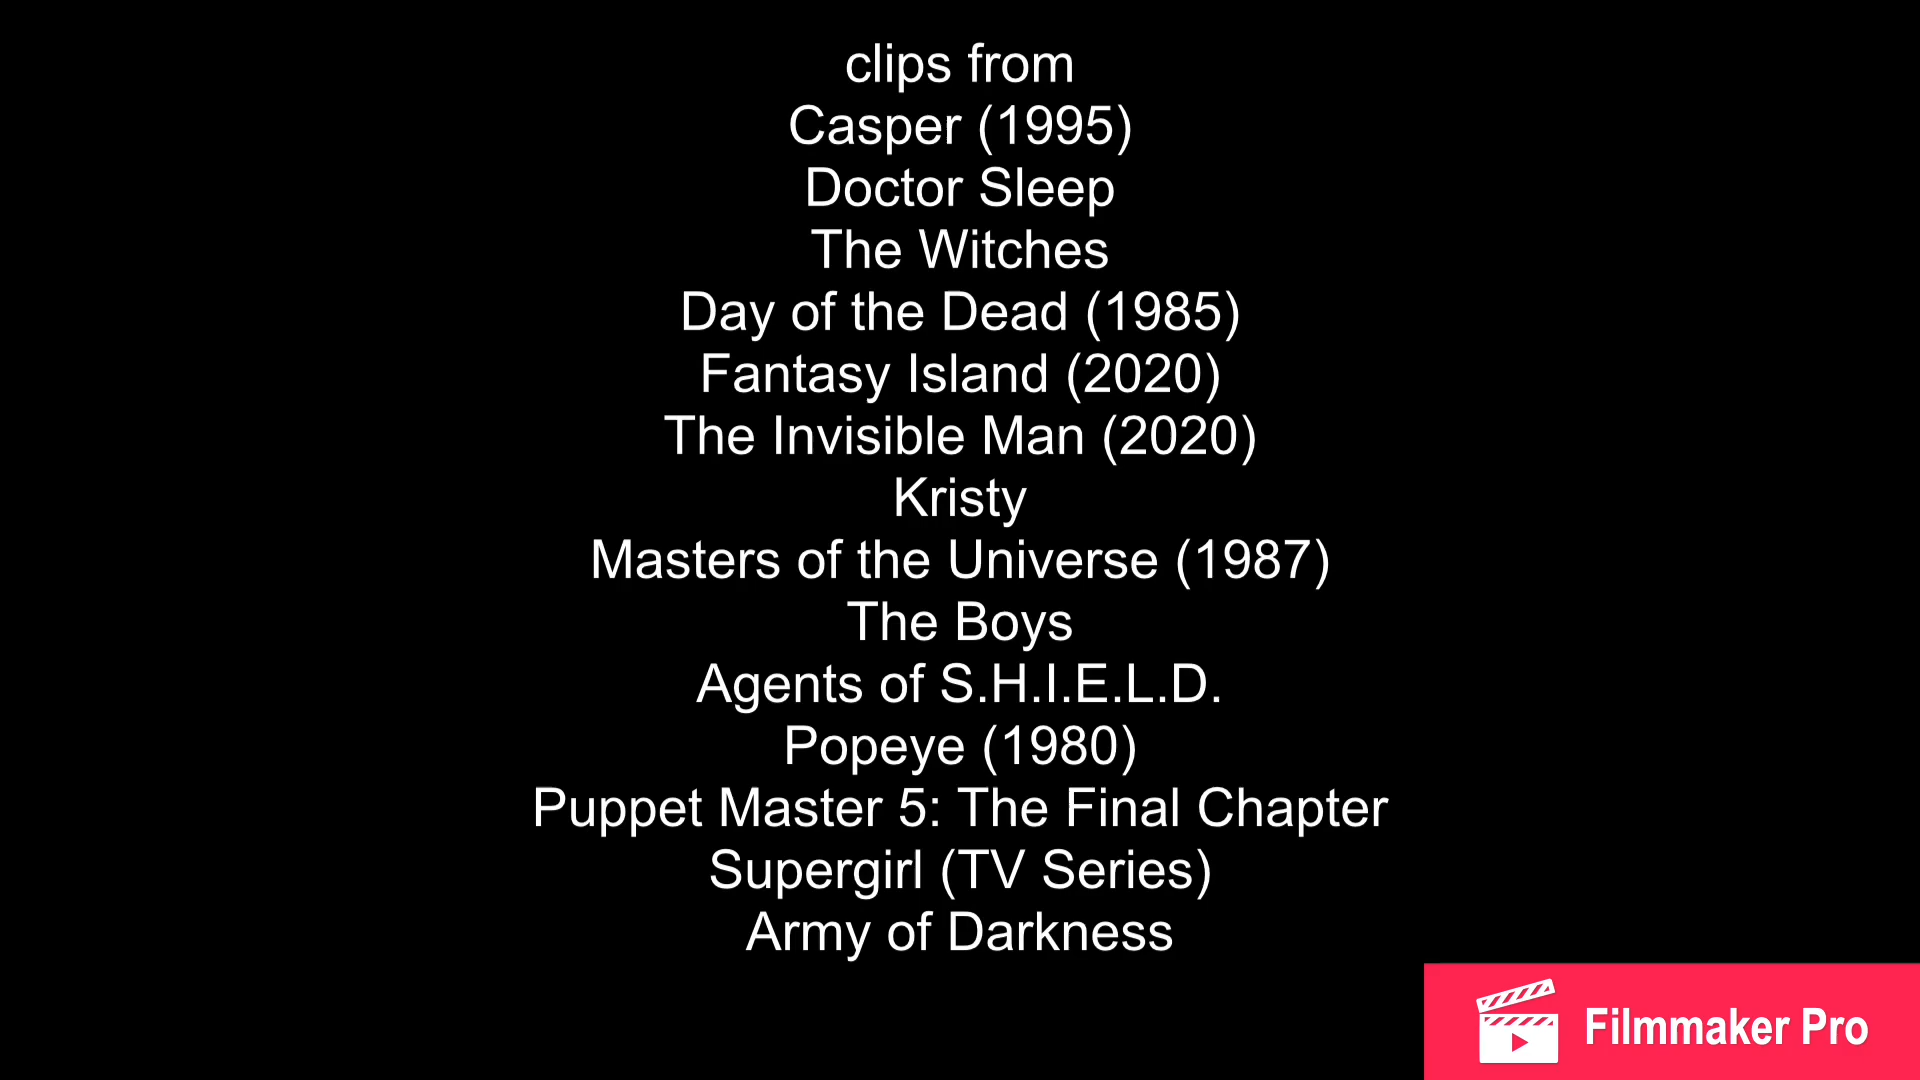 clips from
Casper (1995)
Doctor Sleep
The Witches
Day of the Dead (1985)
Fantasy Island (2020)
The Invisible Man (2020)
Kristy
Masters of the Universe (1987)
The Boys
Agents of S.H.I.E.L.D.
Popeye (1980)
Puppet Master 5: The Final Chapter
Supergirl (TV Series)
Army of Darkness
Filmmaker Pro